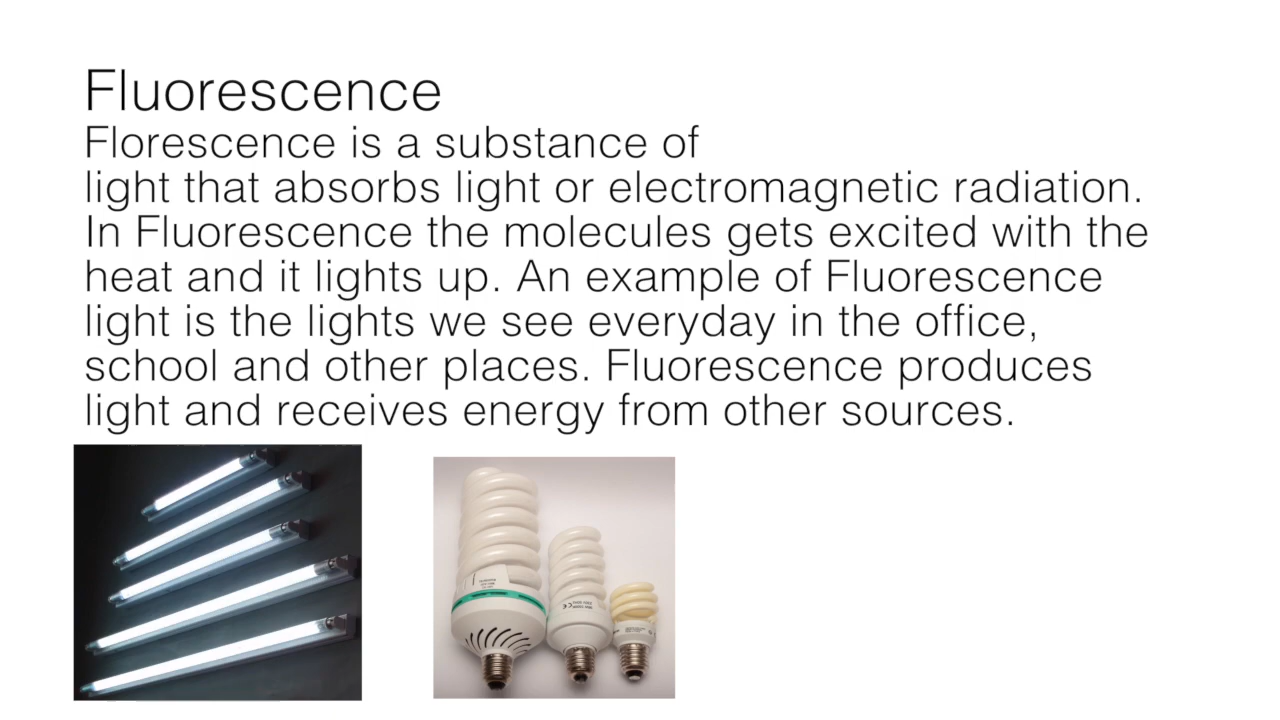 Fluorescence
Florescence is a substance of
light that absorbs light or electromagnetic radiation.
In Fluorescence the molecules gets excited with the
heat and it lights up. An example of Fluorescence
light is the lights we see everyday in the office,
school and other places. Fluorescence produces
light and receives energy from other sources.